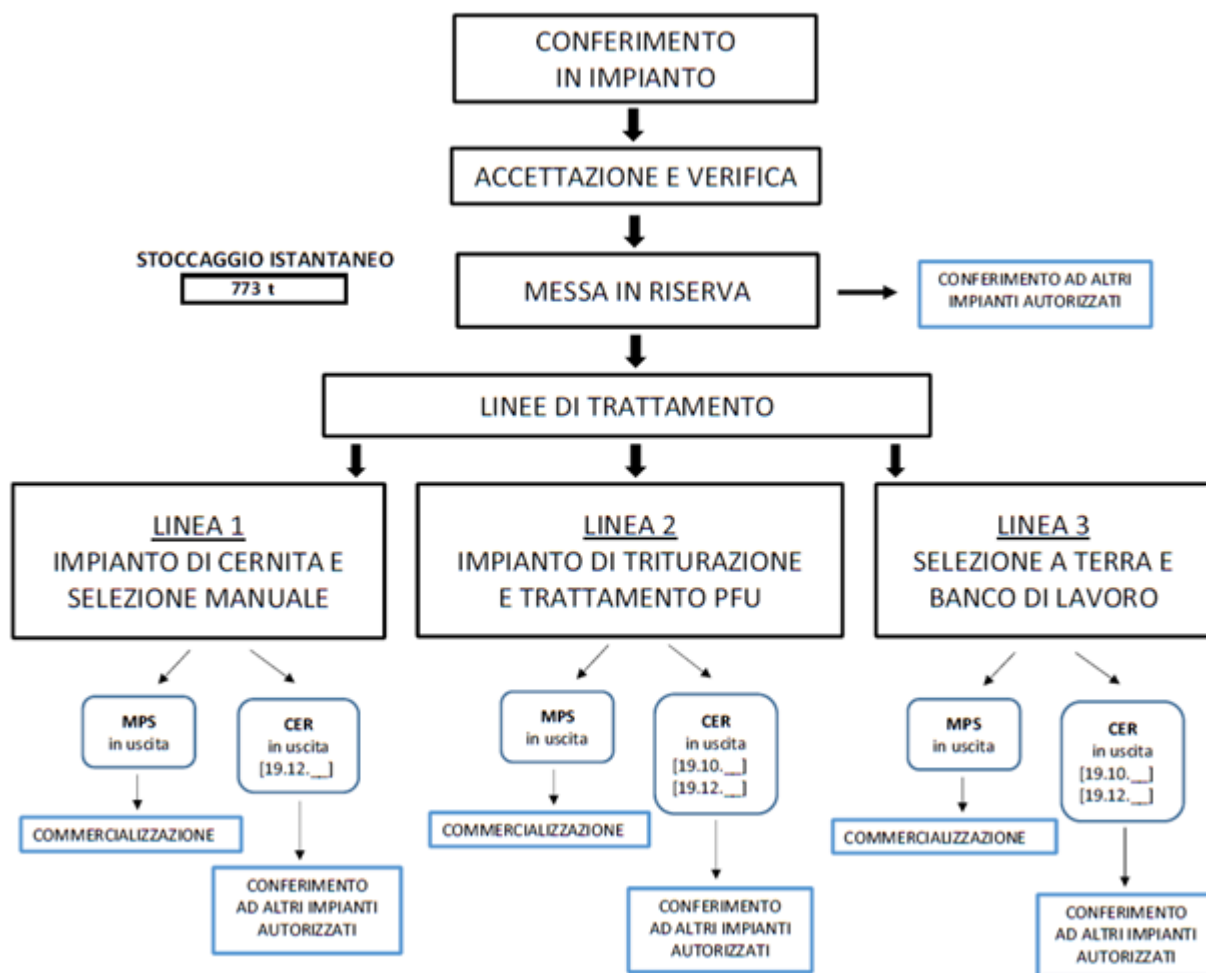 CONFERIMENTO
IN IMPIANTO
ACCETTAZIONE E VERIFICA
STOCCAGGIO ISTANTANEO
773 t
MESSA IN RISERVA
CONFERIMENTO AD ALTRI
IMPIANTI AUTORIZZATI
LINEE DI TRATTAMENTO
LINEA 1
IMPIANTO DI CERNITA E
SELEZIONE MANUALE
LINEA 2
IMPIANTO DI TRITURAZIONE
E TRATTAMENTO PFU
LINEA 3
SELEZIONE A TERRA E
BANCO DI LAVORO
MPS
in uscita
CER
in uscita
[19.12.__]
MPS
in uscita
CER
in uscita
[19.10.__]
[19.12.__]
MPS
in uscita
CER
in uscita
[19.10.__]
[19.12.__]
COMMERCIALIZZAZIONE
CONFERIMENTO
AD ALTRI IMPIANTI
AUTORIZZATI
COMMERCIALIZZAZIONE
CONFERIMENTO
AD ALTRI IMPIANTI
AUTORIZZATI
COMMERCIALIZZAZIONE
CONFERIMENTO
AD ALTRI IMPIANTI
AUTORIZZATI